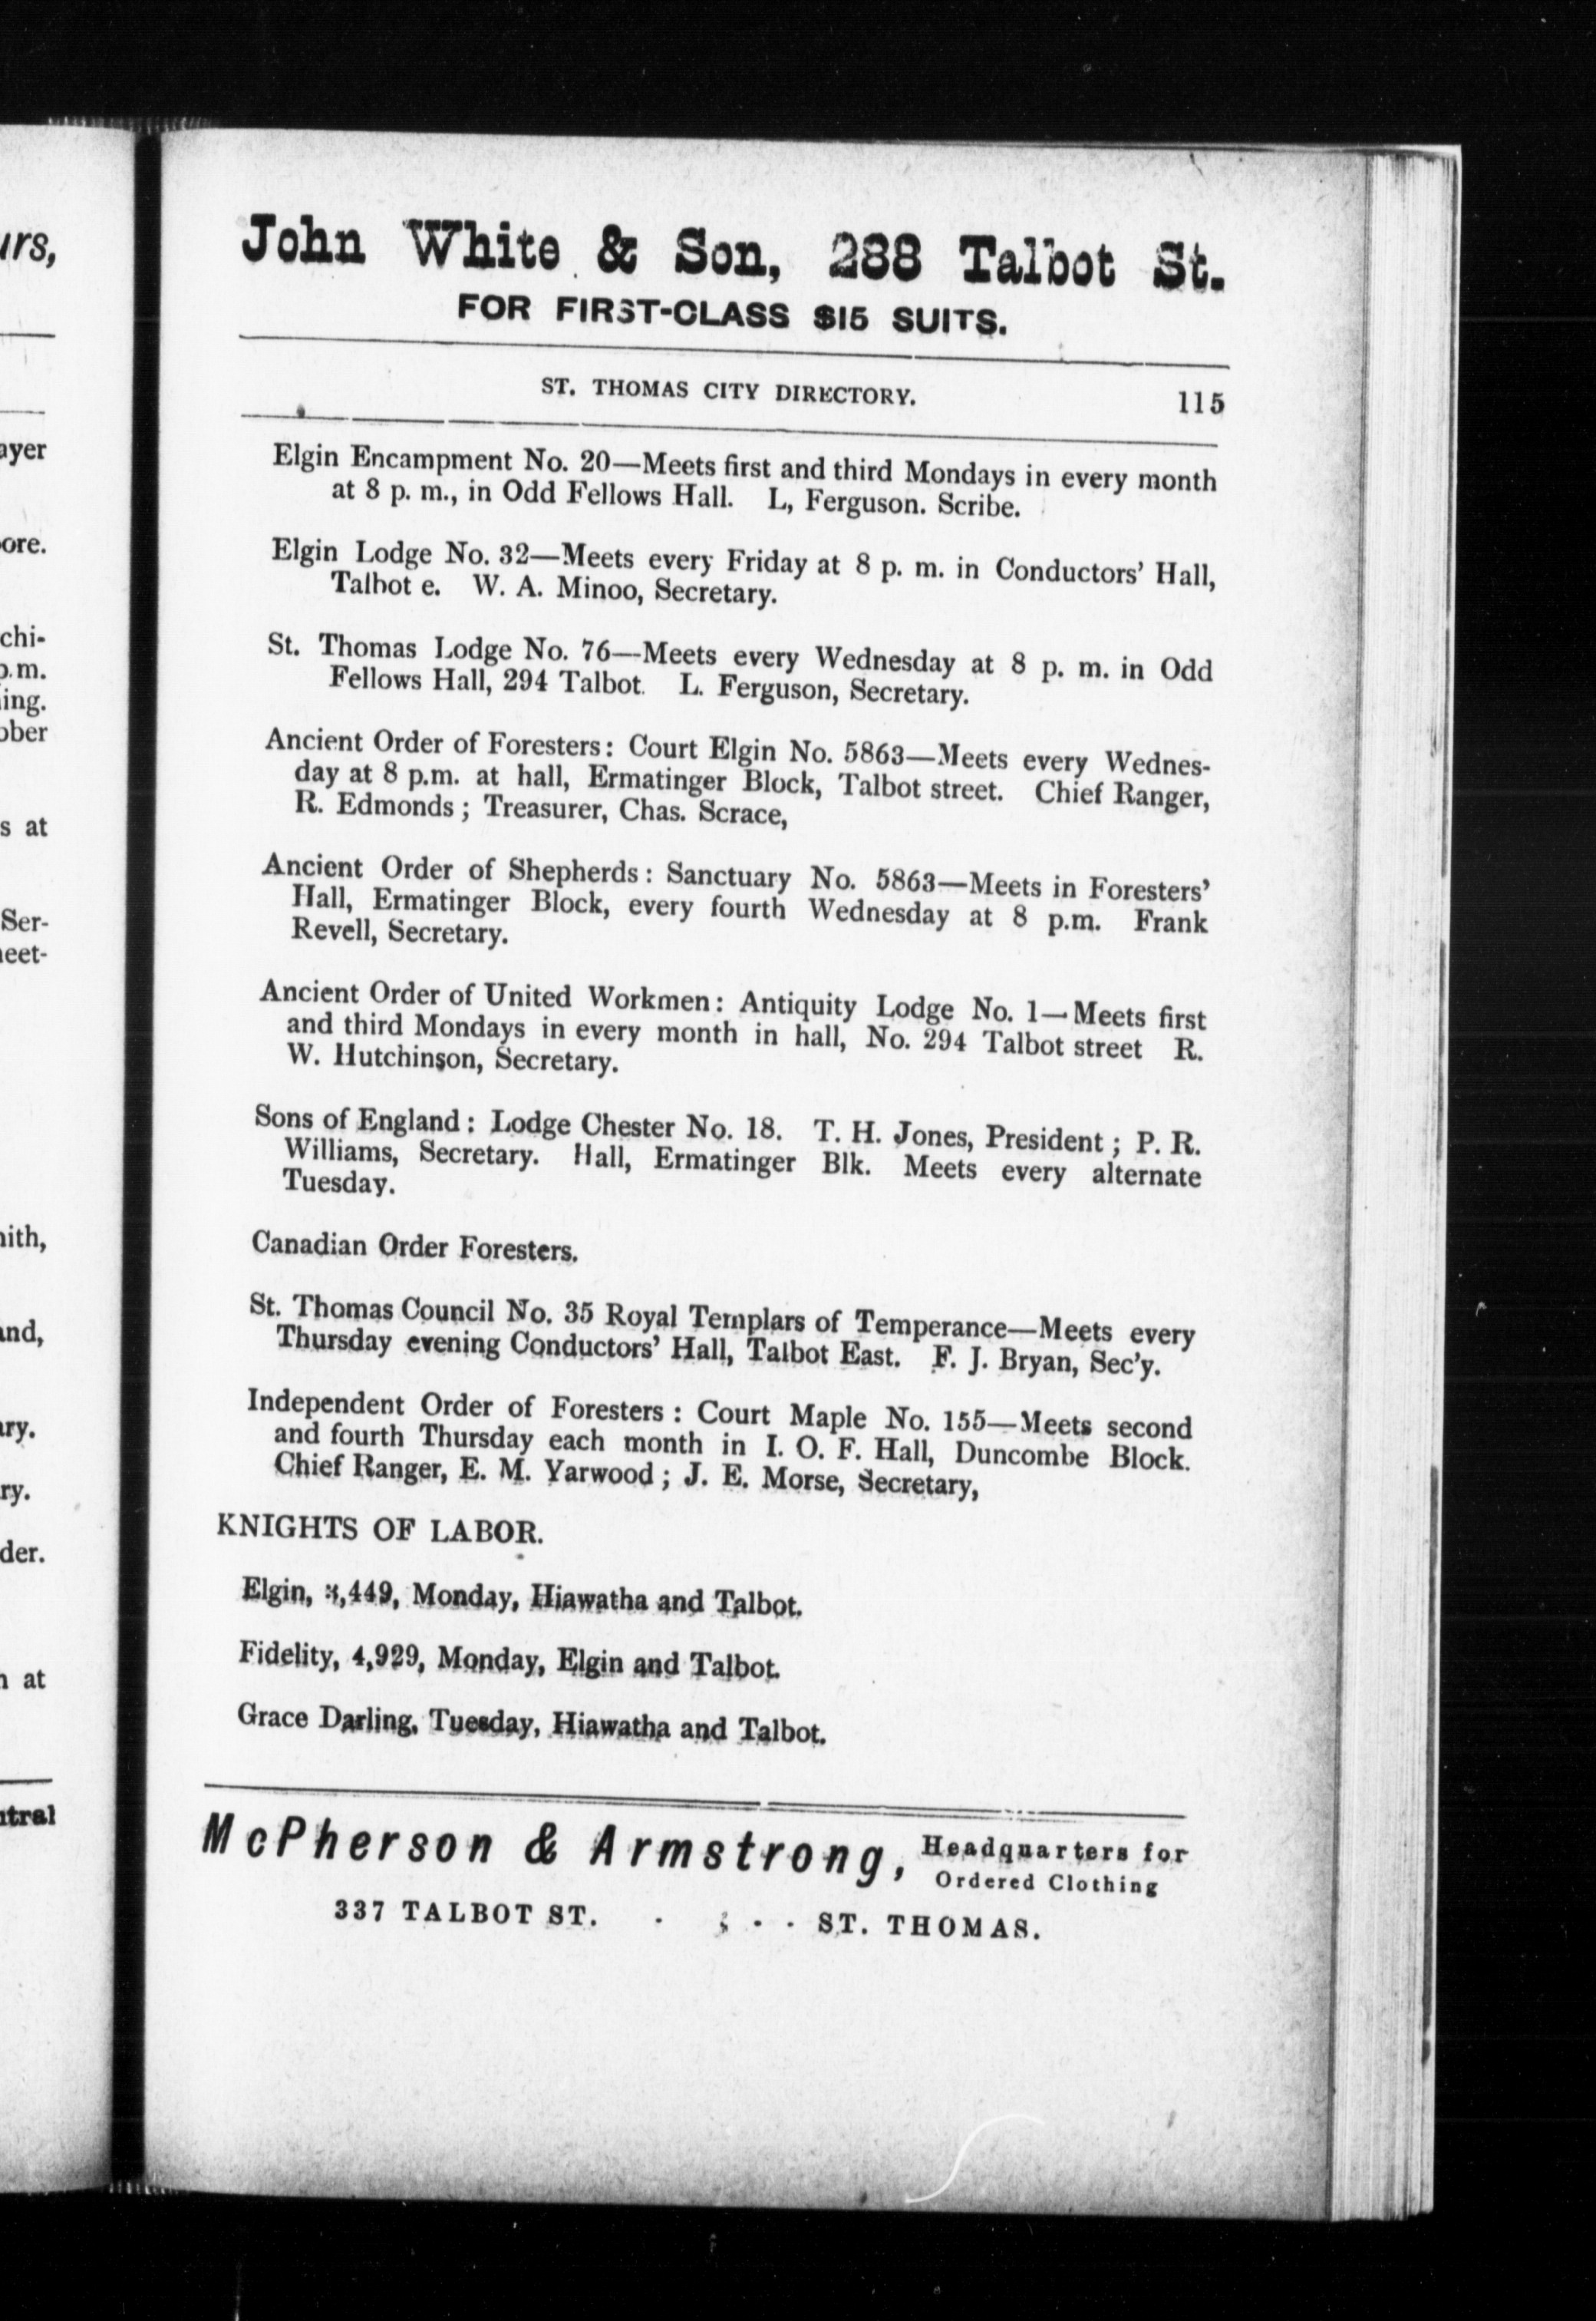 John White & Son, 288 Talbot St.
FOR FIRST-CLASS $15 SUITS.
ST. THOMAS CITY DIRECTORY. 115
Elgin Encampment No. 20—Meets first and third Mondays in every month
at 8 p. m., in Odd Fellows Hall. L, Ferguson. Scribe.
Elgin Lodge No. 32—Meets every Friday at 8 p. m. in Conductors' Hall,
Talbot e. W. A. Minoo, Secretary.
St. Thomas Lodge No. 76—Meets every Wednesday at 8 p. m. in Odd
Fellows Hall, 294 Talbot. L. Ferguson, Secretary.
Ancient Order of Foresters: Court Elgin No. 5863—Meets every Wednes-
day at 8 p.m. at hall, Ermatinger Block, Talbot street. Chief Ranger,
R. Edmonds; Treasurer, Chas. Scrace,
Ancient Order of Shepherds: Sanctuary No. 5863—Meets in Foresters'
Hall, Ermatinger Block, every fourth Wednesday at 8 p.m. Frank
Revell, Secretary.
Ancient Order of United Workmen: Antiquity Lodge No. 1—Meets first
and third Mondays in every month in hall, No. 294 Talbot street R.
W. Hutchinson, Secretary.
Sons of England: Lodge Chester No. 18. T. H. Jones, President; P. R.
Williams, Secretary. Hall, Ermatinger Blk. Meets every alternate
Tuesday.
Canadian Order Foresters.
St. Thomas Council No. 35 Royal Templars of Temperance—Meets every
Thursday evening Conductors' Hall, Talbot East. F. J. Bryan, Sec'y.
Independent Order of Foresters: Court Maple No. 155—Meets second
and fourth Thursday each month in I. O. F. Hall, Duncombe Block.
Chief Ranger, E. M. Yarwood; J. E. Morse, Secretary,
KNIGHTS OF LABOR.
Elgin, 3,449, Monday, Hiawatha and Talbot.
Fidelity, 4,929, Monday, Elgin and Talbot.
Grace Darling, Tuesday, Hiawatha and Talbot.
McPherson & Armstrong, Headquarters for
Ordered Clothing
337 TALBOT ST. - - - ST. THOMAS.